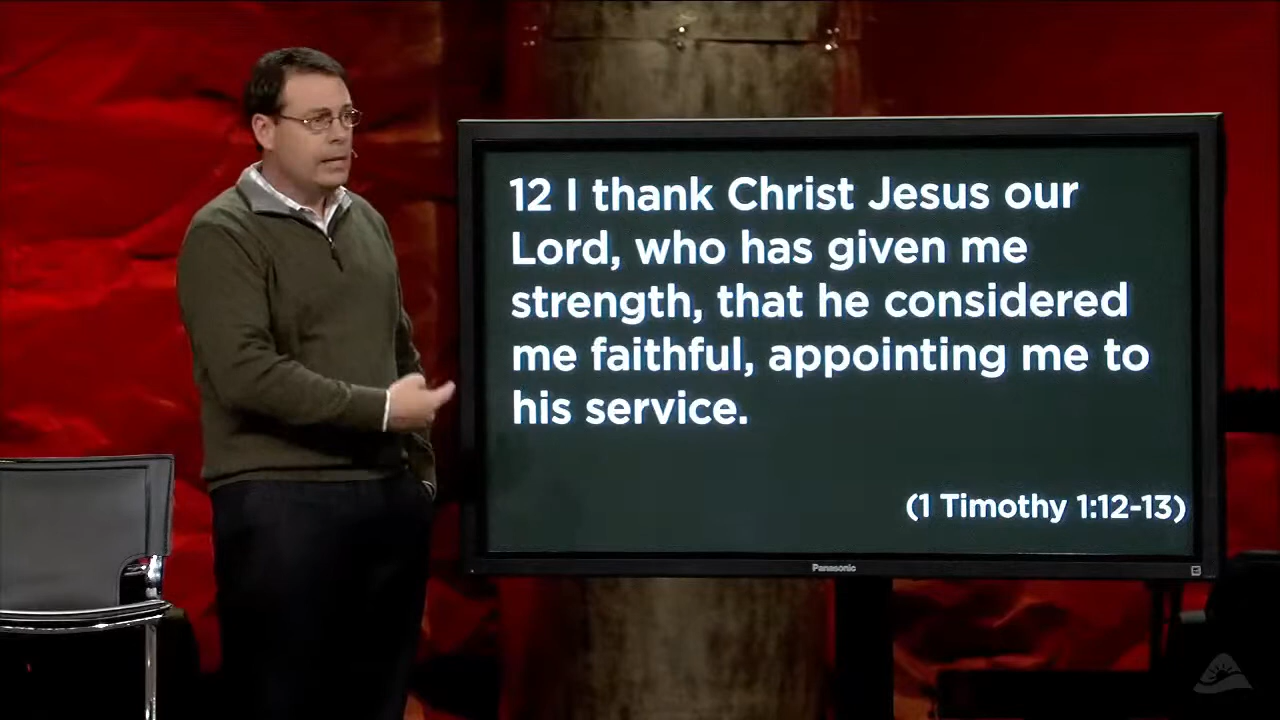 12 I thank Christ Jesus our
Lord, who has given me
strength, that he considered
me faithful, appointing me to
his service.
(1 Timothy 1:12-13)
Panasonic